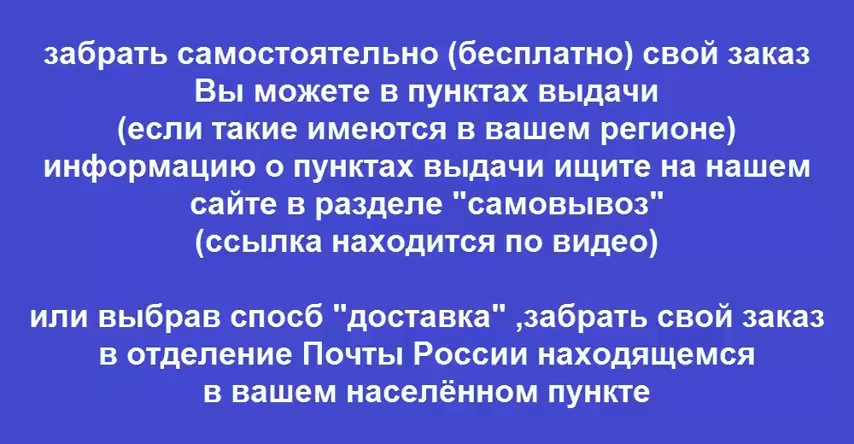 забрать самостоятельно (бесплатно) свой заказ
Вы можете в пунктах выдачи
(если такие имеются в вашем регионе)
информацию о пунктах выдачи ищите на нашем
сайте в разделе "самовывоз"
(ссылка находится по видео)
или выбрав спосб "доставка" ,забрать свой заказ
в отделение Почты России находящемся
в вашем населённом пункте